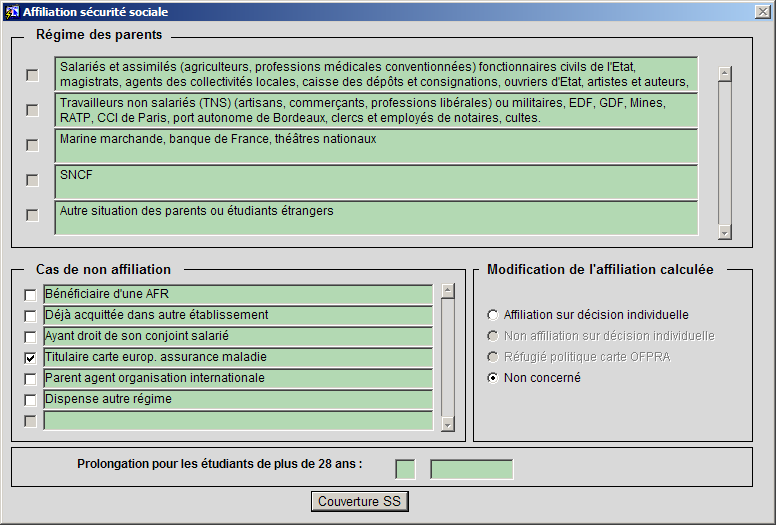 Affiliation sécurité sociale
Régime des parents
Salariés et assimilés (agriculteurs, professions médicales conventionnées) fonctionnaires civils de l'Etat,
magistrats, agents des collectivités locales, caisse des dépôts et consignations, ouvriers d'Etat, artistes et auteurs,
Travailleurs non salariés (TNS) (artisans, commerçants, professions libérales) ou militaires, EDF, GDF, Mines,
RATP, CCI de Paris, port autonome de Bordeaux, clercs et employés de notaires, cultes.
Marine marchande, banque de France, théâtres nationaux
SNCF
Autre situation des parents ou étudiants étrangers
Cas de non affiliation
Bénéficiaire d'une AFR
Déjà acquittée dans autre établissement
Ayant droit de son conjoint salarié
Titulaire carte europ. assurance maladie
Parent agent organisation internationale
Dispense autre régime
Modification de l'affiliation calculée
Affiliation sur décision individuelle
Non affiliation sur décision individuelle
Réfugié politique carte OFPRA
Non concerné
Prolongation pour les étudiants de plus de 28 ans :
Couverture SS